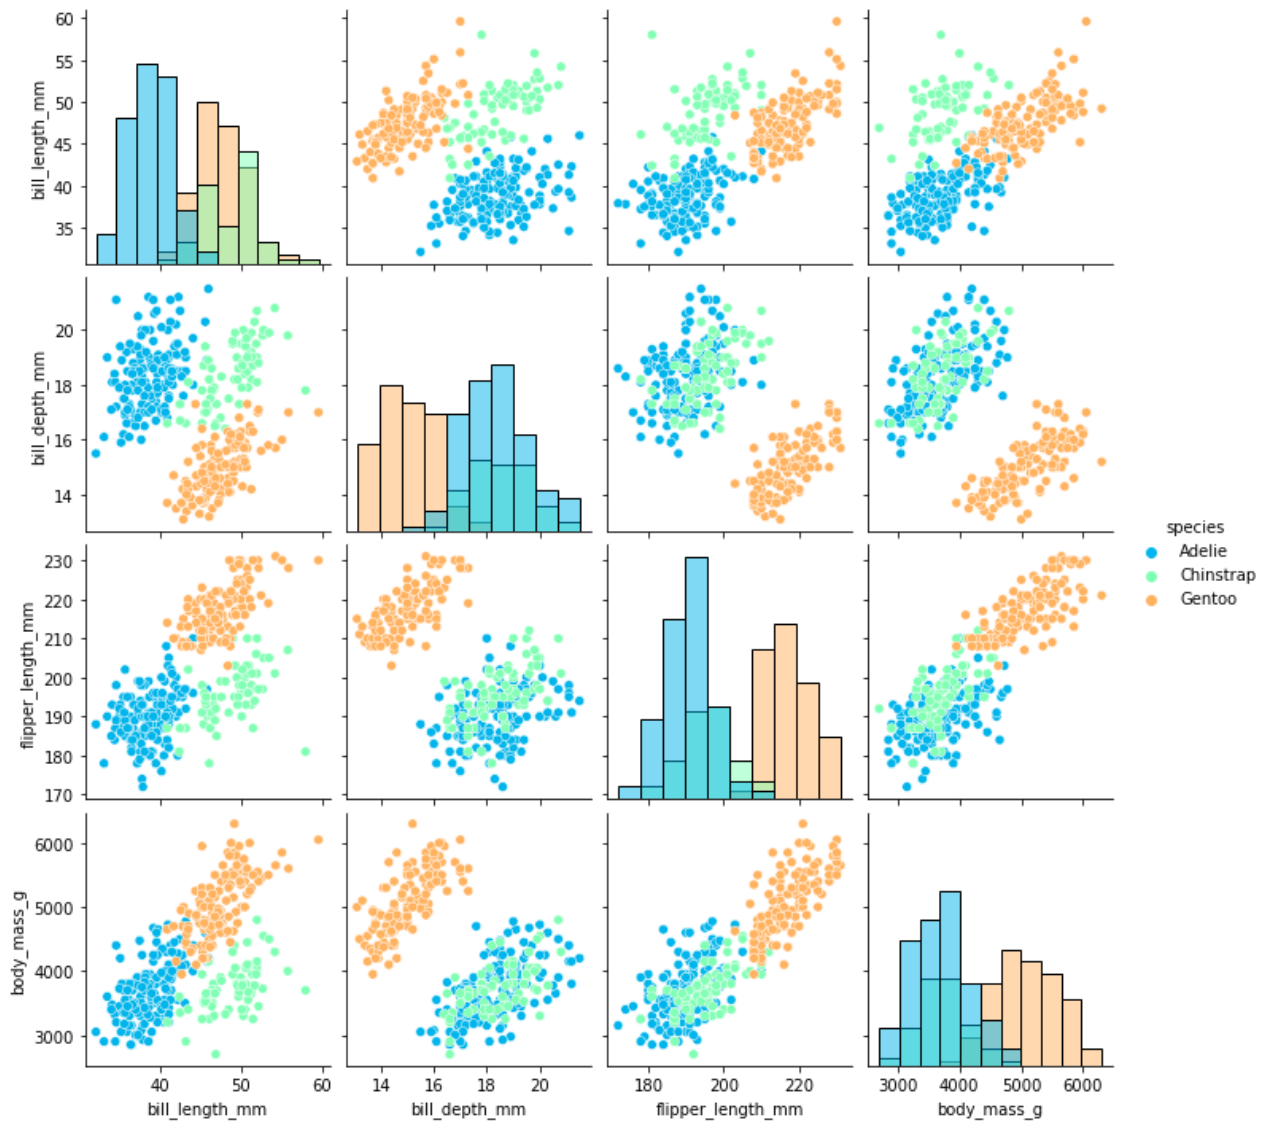 60
55
50
45
40
35
bill_length_mm
20
18
16
14
bill_depth_mm
species
Adelie
Chinstrap
Gentoo
230
220
210
200
190
180
170
flipper_length_mm
6000
5000
4000
3000
body_mass_g
40 50 60
14 16 18 20
180 200 220
3000 4000 5000 6000
bill_length_mm
bill_depth_mm
flipper_length_mm
body_mass_g